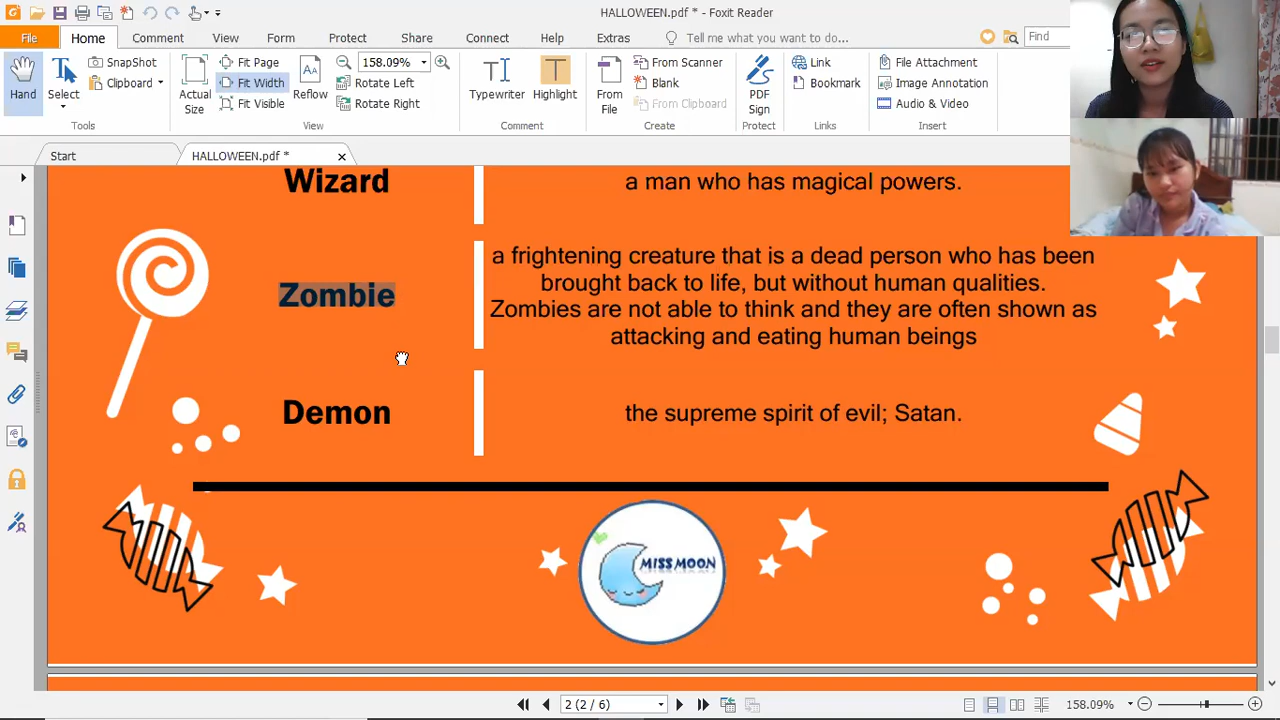 HALLOWEEN.pdf * - Foxit Reader
File Home Comment View Form Protect Share Connect Help Extras Tell me what you want to do... Find
Hand
Select
SnapShot
Clipboard
Tools
Actual Size
Fit Page
Fit Width
Fit Visible
Reflow
158.09%
Rotate Left
Rotate Right
View
Typewriter
Highlight
Comment
From File
From Scanner
Blank
From Clipboard
Create
PDF Sign
Protect
Link
Bookmark
Links
File Attachment
Image Annotation
Audio & Video
Insert
Start
HALLOWEEN.pdf *
Wizard
a man who has magical powers.
Zombie
a frightening creature that is a dead person who has been
brought back to life, but without human qualities.
Zombies are not able to think and they are often shown as
attacking and eating human beings
Demon
the supreme spirit of evil; Satan.
MISS MOON
2 (2 / 6)
158.09%